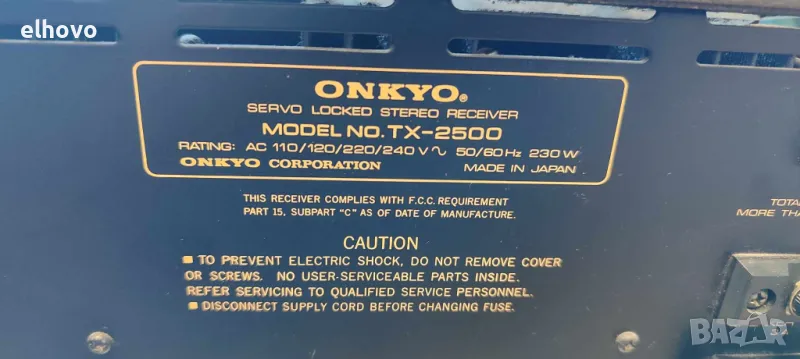 elhovo
ONKYO®
SERVO LOCKED STEREO RECEIVER
MODEL NO. TX-2500
RATING: AC 110/120/220/240 V ∿ 50/60 Hz 230 W
ONKYO CORPORATION MADE IN JAPAN
THIS RECEIVER COMPLIES WITH F.C.C. REQUIREMENT
PART 15, SUBPART "C" AS OF DATE OF MANUFACTURE.
CAUTION
■ TO PREVENT ELECTRIC SHOCK, DO NOT REMOVE COVER
OR SCREWS. NO USER-SERVICEABLE PARTS INSIDE.
REFER SERVICING TO QUALIFIED SERVICE PERSONNEL.
■ DISCONNECT SUPPLY CORD BEFORE CHANGING FUSE.
TOTA
MORE THA
BAZAR
bg